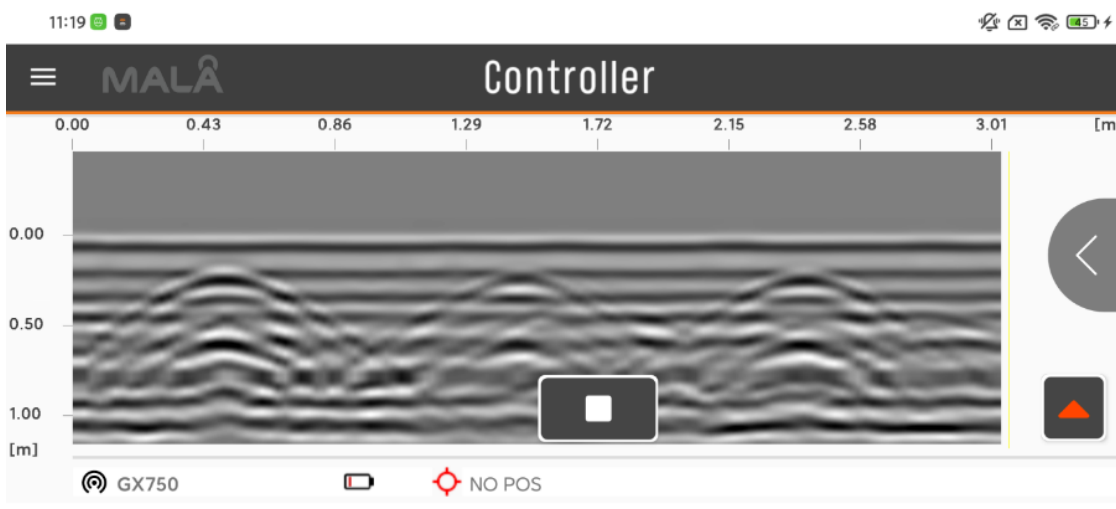 11:19 45
MALÅ Controller
0.00 0.43 0.86 1.29 1.72 2.15 2.58 3.01 [m
0.00
0.50
1.00
[m]
GX750 NO POS